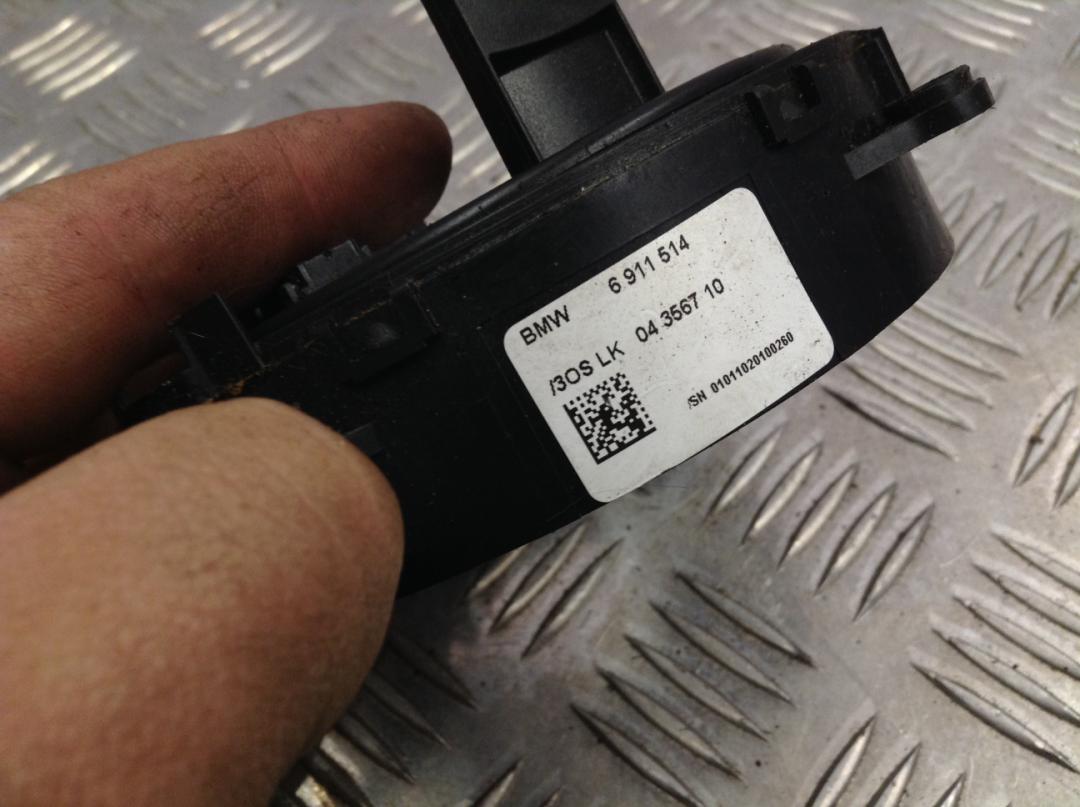 BMW 6 911 514
/3OS LK 04 3567 10
/SN 01011020100260